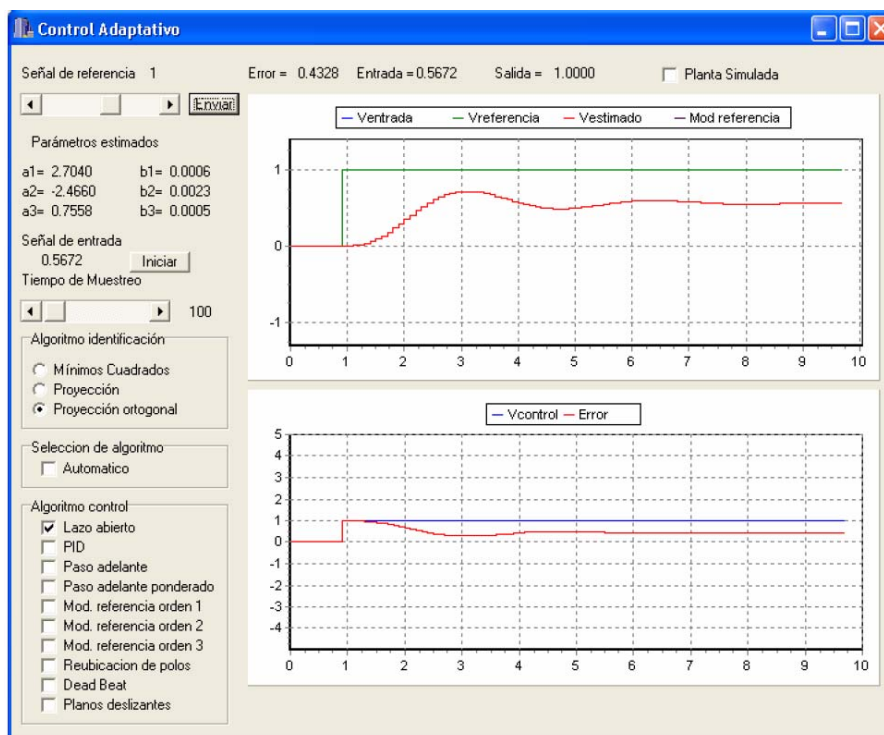 Control Adaptativo
Señal de referencia 1
Error = 0.4328 Entrada = 0.5672 Salida = 1.0000 Planta Simulada
Enviar
Parámetros estimados
a1= 2.7040 b1= 0.0006
a2= -2.4660 b2= 0.0023
a3= 0.7558 b3= 0.0005
Señal de entrada
0.5672 Iniciar
Tiempo de Muestreo
100
Algoritmo identificación
Mínimos Cuadrados
Proyección
Proyección ortogonal
Seleccion de algoritmo
Automatico
Algoritmo control
Lazo abierto
PID
Paso adelante
Paso adelante ponderado
Mod. referencia orden 1
Mod. referencia orden 2
Mod. referencia orden 3
Reubicacion de polos
Dead Beat
Planos deslizantes
Ventrada Vreferencia Vestimado Mod referencia
1
0
-1
0 1 2 3 4 5 6 7 8 9 10
Vcontrol Error
5
4
3
2
1
0
-1
-2
-3
-4
0 1 2 3 4 5 6 7 8 9 10